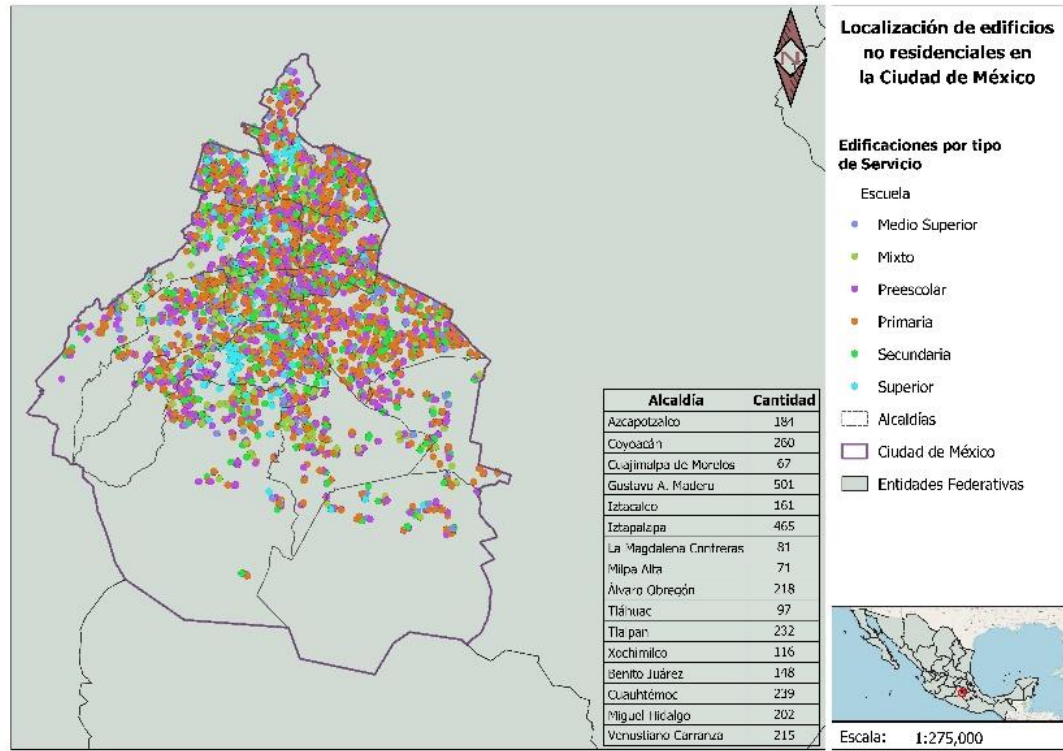 N
Localización de edificios
no residenciales en
la Ciudad de México
Edificaciones por tipo
de Servicio
Escuela
Medio Superior
Mixto
Preescolar
Primaria
Secundaria
Superior
Alcaldías
Ciudad de México
Entidades Federativas
Alcaldía Cantidad
Azcapotzalco 184
Coyoacán 260
Cuajimalpa de Morelos 67
Gustavo A. Madero 501
Iztacalco 161
Iztapalapa 465
La Magdalena Contreras 81
Milpa Alta 71
Álvaro Obregón 218
Tláhuac 97
Tlalpan 232
Xochimilco 116
Benito Juárez 148
Cuauhtémoc 239
Miguel Hidalgo 202
Venustiano Carranza 215
Escala: 1:275,000